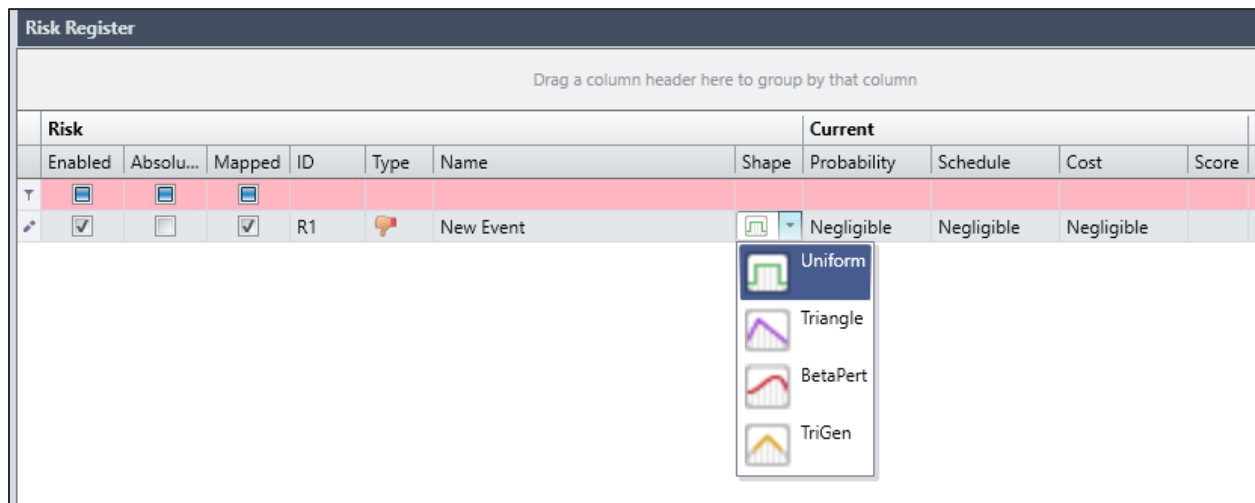 Risk Register
Drag a column header here to group by that column
Risk Current
Enabled Absolu... Mapped ID Type Name Shape Probability Schedule Cost Score
R1 New Event Negligible Negligible Negligible
Uniform
Triangle
BetaPert
TriGen